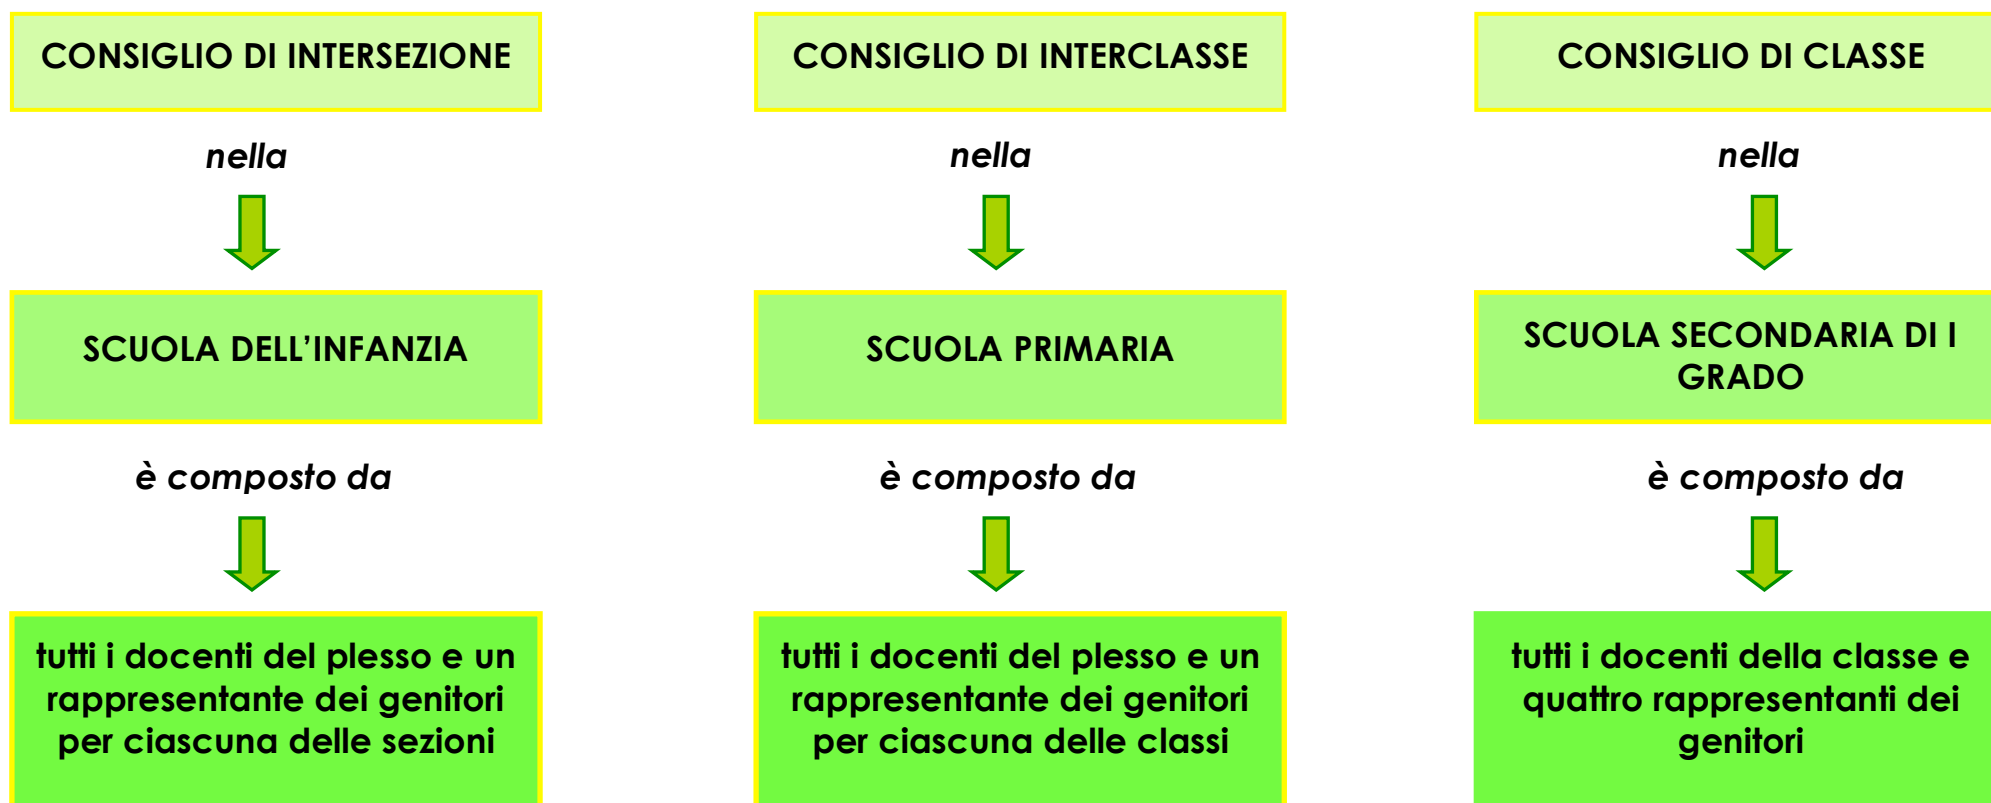 CONSIGLIO DI INTERSEZIONE
CONSIGLIO DI INTERCLASSE
CONSIGLIO DI CLASSE
nella
nella
nella
SCUOLA DELL’INFANZIA
SCUOLA PRIMARIA
SCUOLA SECONDARIA DI I
GRADO
è composto da
è composto da
è composto da
tutti i docenti del plesso e un
rappresentante dei genitori
per ciascuna delle sezioni
tutti i docenti del plesso e un
rappresentante dei genitori
per ciascuna delle classi
tutti i docenti della classe e
quattro rappresentanti dei
genitori